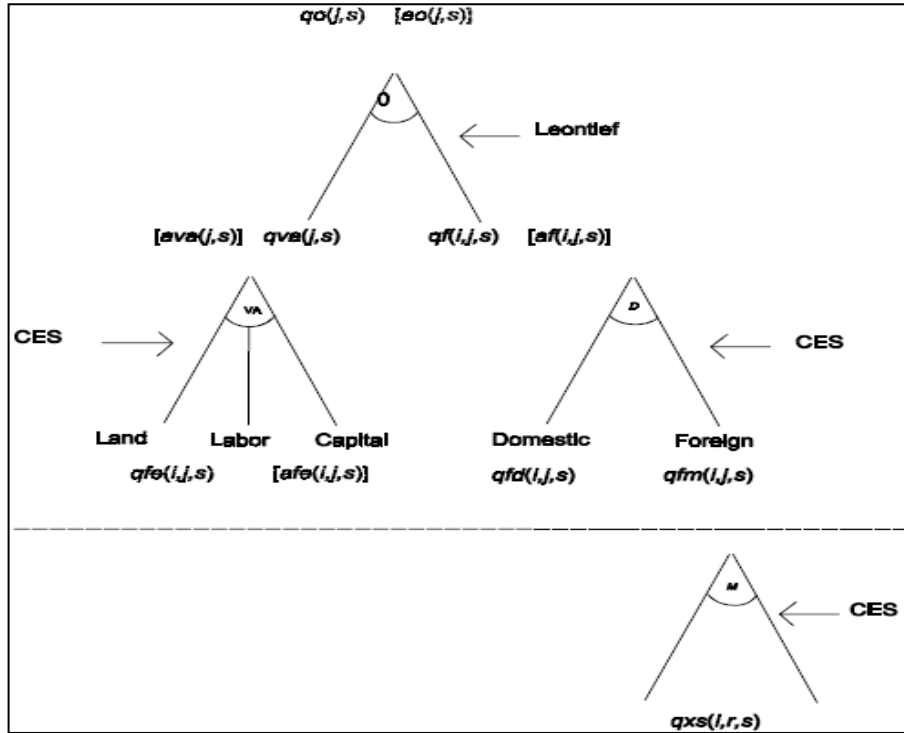 qo(j,s) [ao(j,s)]
0
Leontief
[ava(j,s)] qva(j,s) qf(i,j,s) [af(i,j,s)]
VA D
CES CES
Land Labor Capital Domestic Foreign
qfe(i,j,s) [afe(i,j,s)] qfd(i,j,s) qfm(i,j,s)
M
CES
qxs(i,r,s)